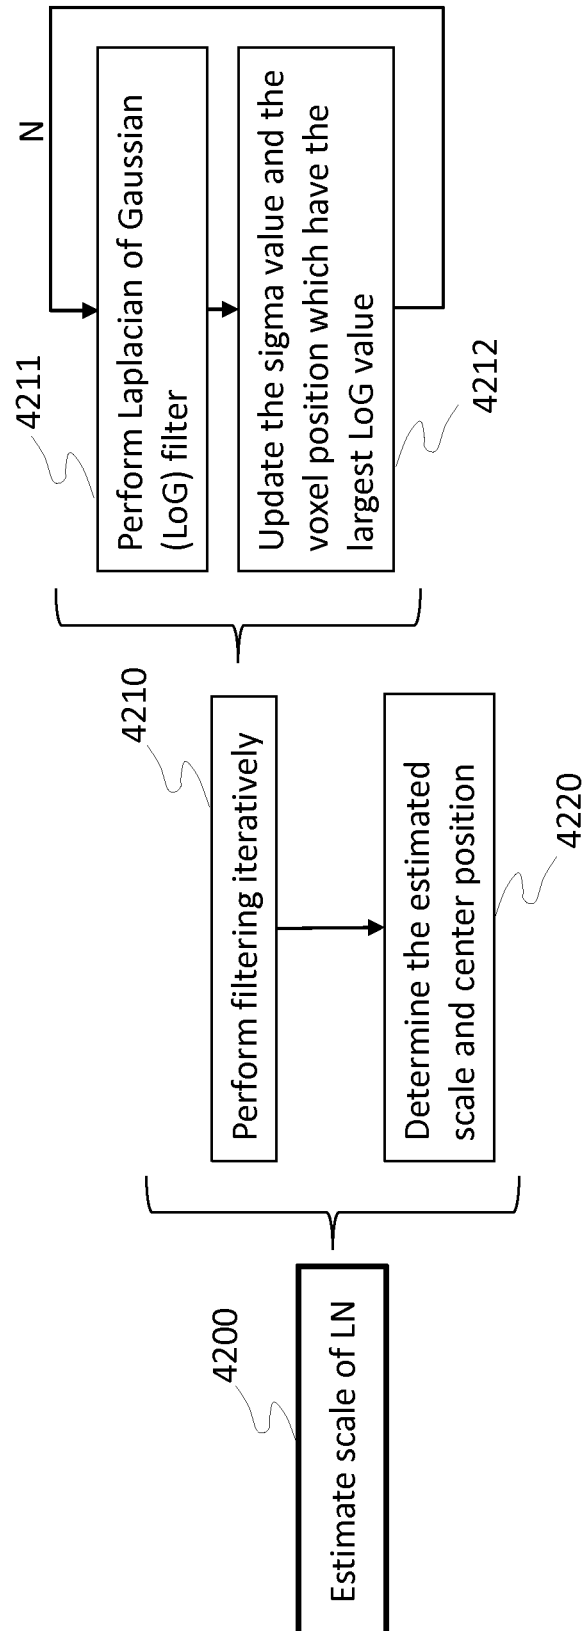 4200
Estimate scale of LN
4210
Perform filtering iteratively
Determine the estimated
scale and center position
4220
N
4211
Perform Laplacian of Gaussian
(LoG) filter
Update the sigma value and the
voxel position which have the
largest LoG value
4212